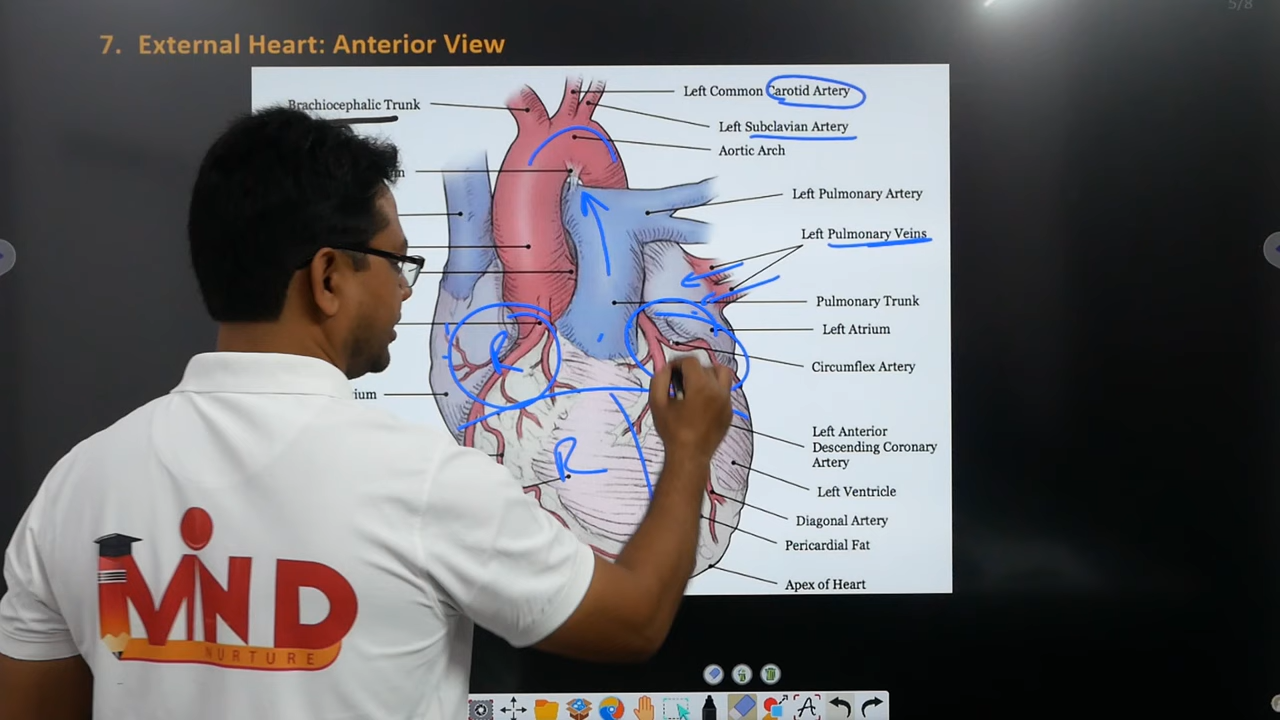 5/8
7. External Heart: Anterior View
Left Common Carotid Artery
Brachiocephalic Trunk
Left Subclavian Artery
Aortic Arch
Left Pulmonary Artery
Left Pulmonary Veins
Pulmonary Trunk
Left Atrium
R
Circumflex Artery
Left Anterior
Descending Coronary
Artery
R
Left Ventricle
Diagonal Artery
Pericardial Fat
Apex of Heart
MIND
NURTURE
A